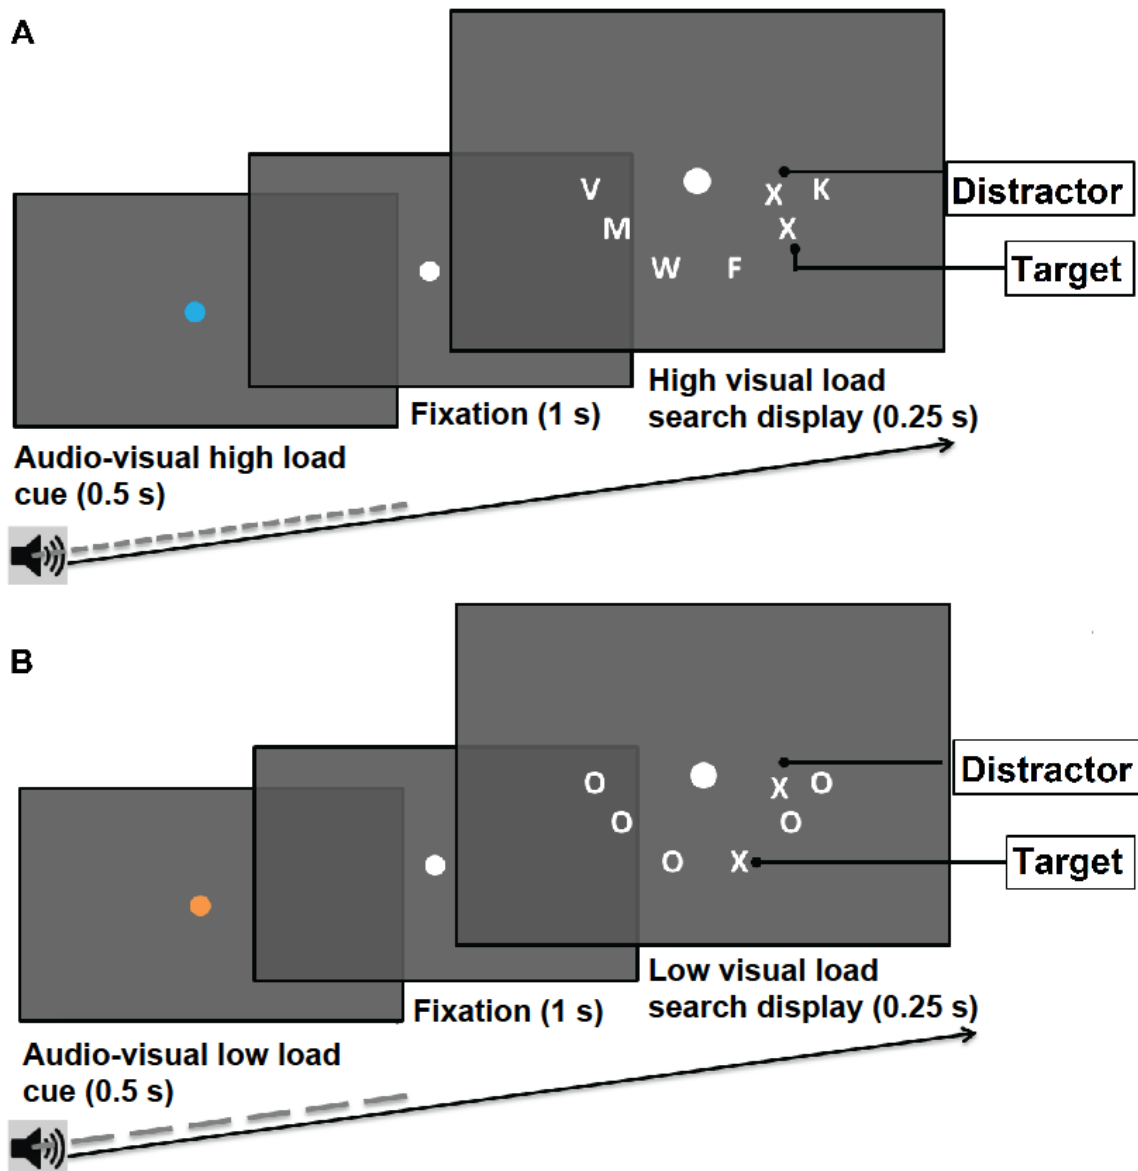 A
V
X K
Distractor
M
X
W F
Target
High visual load
search display (0.25 s)
Fixation (1 s)
Audio-visual high load
cue (0.5 s)
B
Distractor
O
X O
O
O
O X
Target
Low visual load
search display (0.25 s)
Fixation (1 s)
Audio-visual low load
cue (0.5 s)